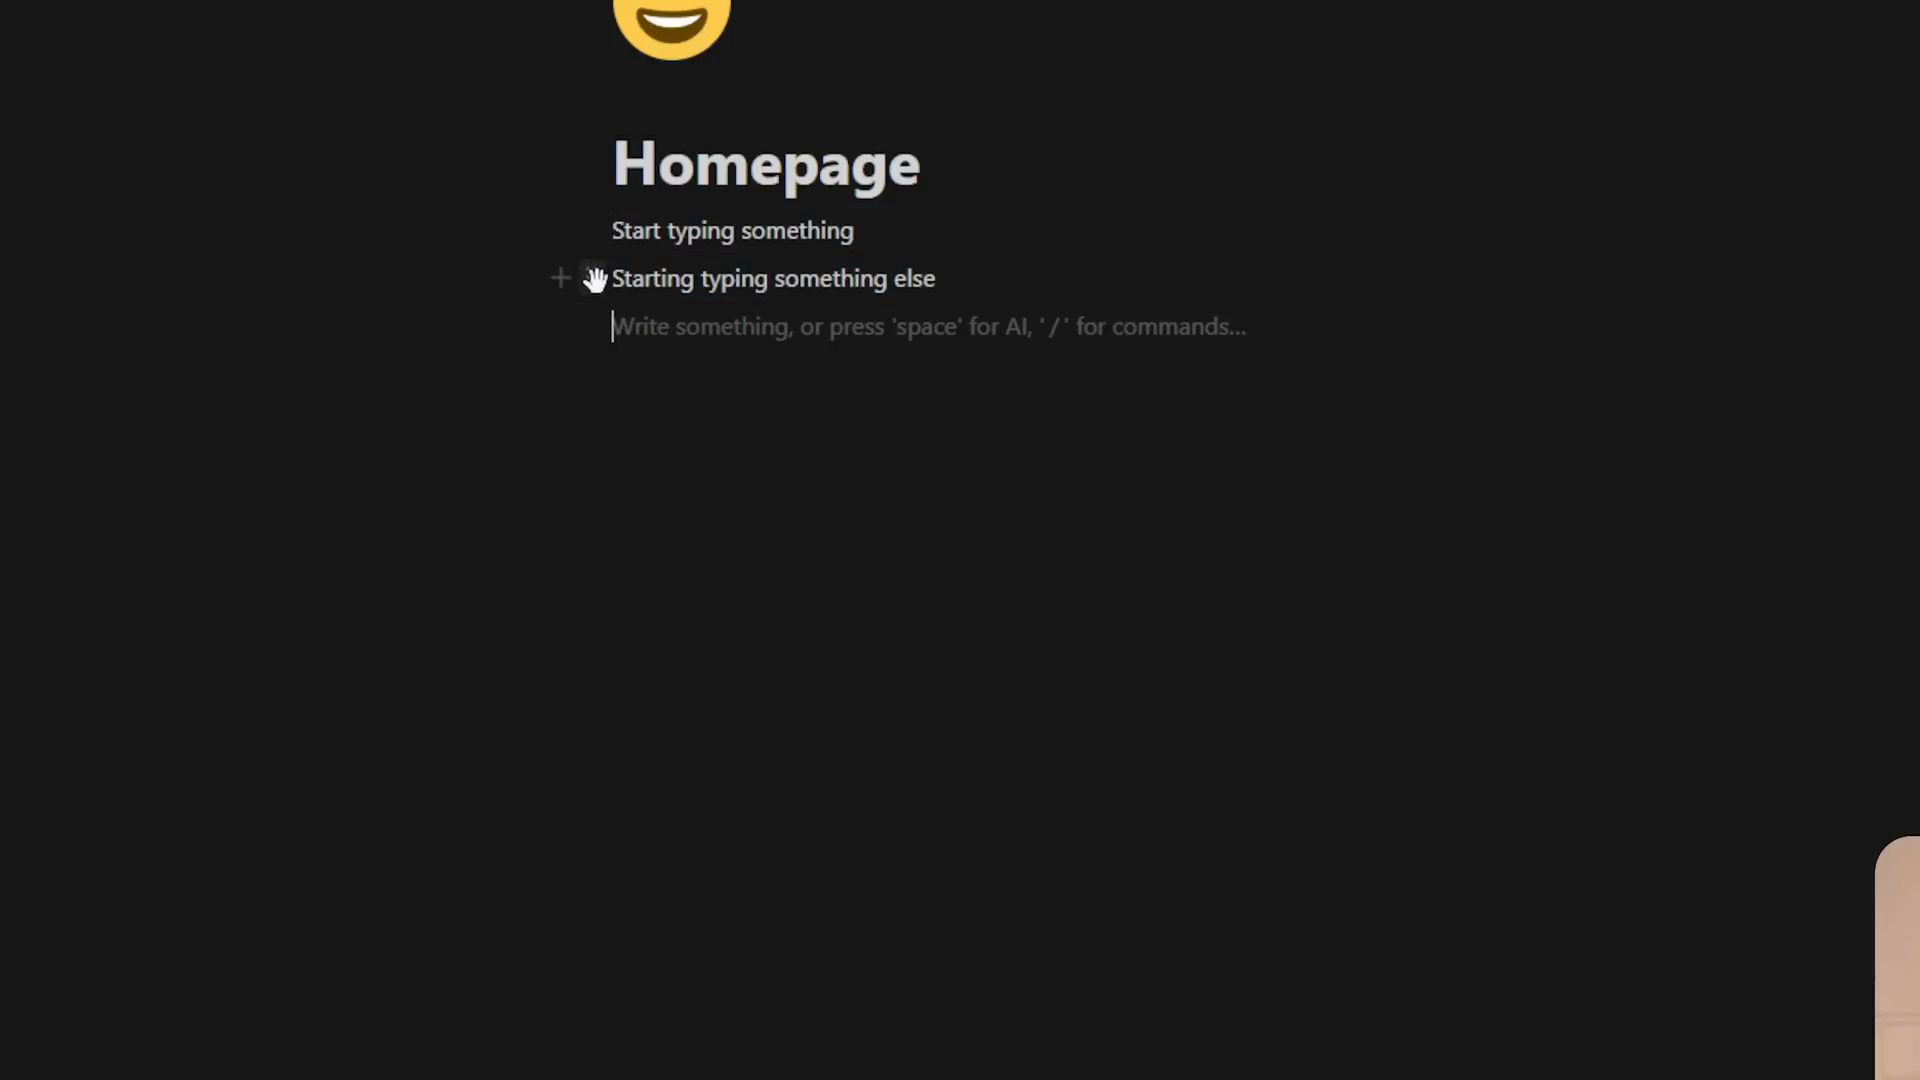 Homepage
Start typing something
Starting typing something else
Write something, or press 'space' for AI, '/' for commands...